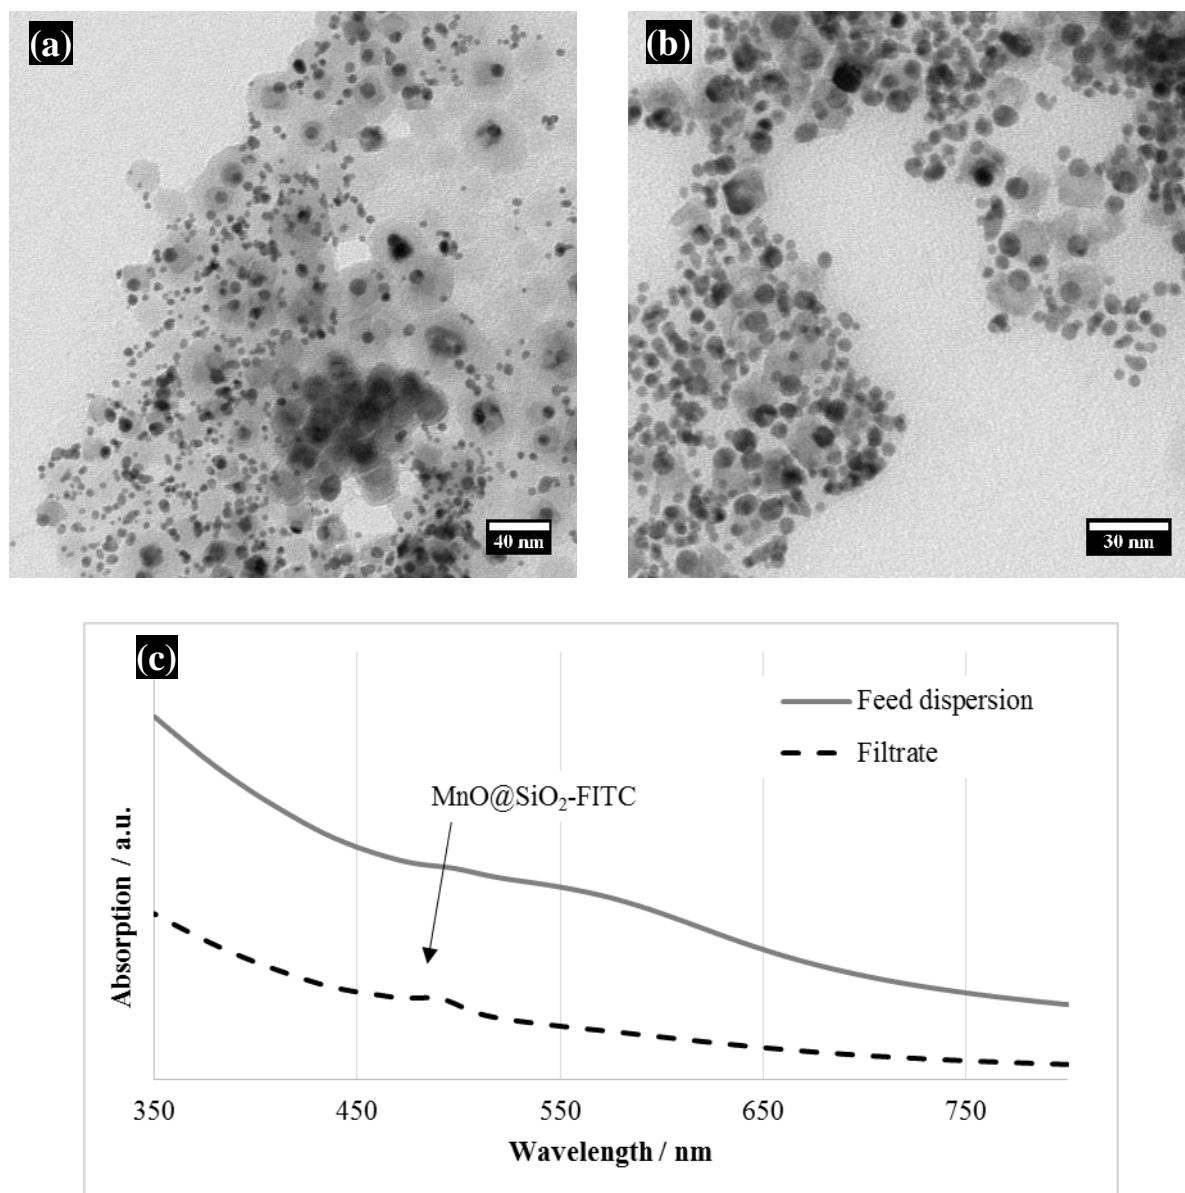 (a)
(b)
40 nm
30 nm
(c)
Feed dispersion
Filtrate
MnO@SiO₂-FITC
Absorption / a.u.
350 450 550 650 750
Wavelength / nm